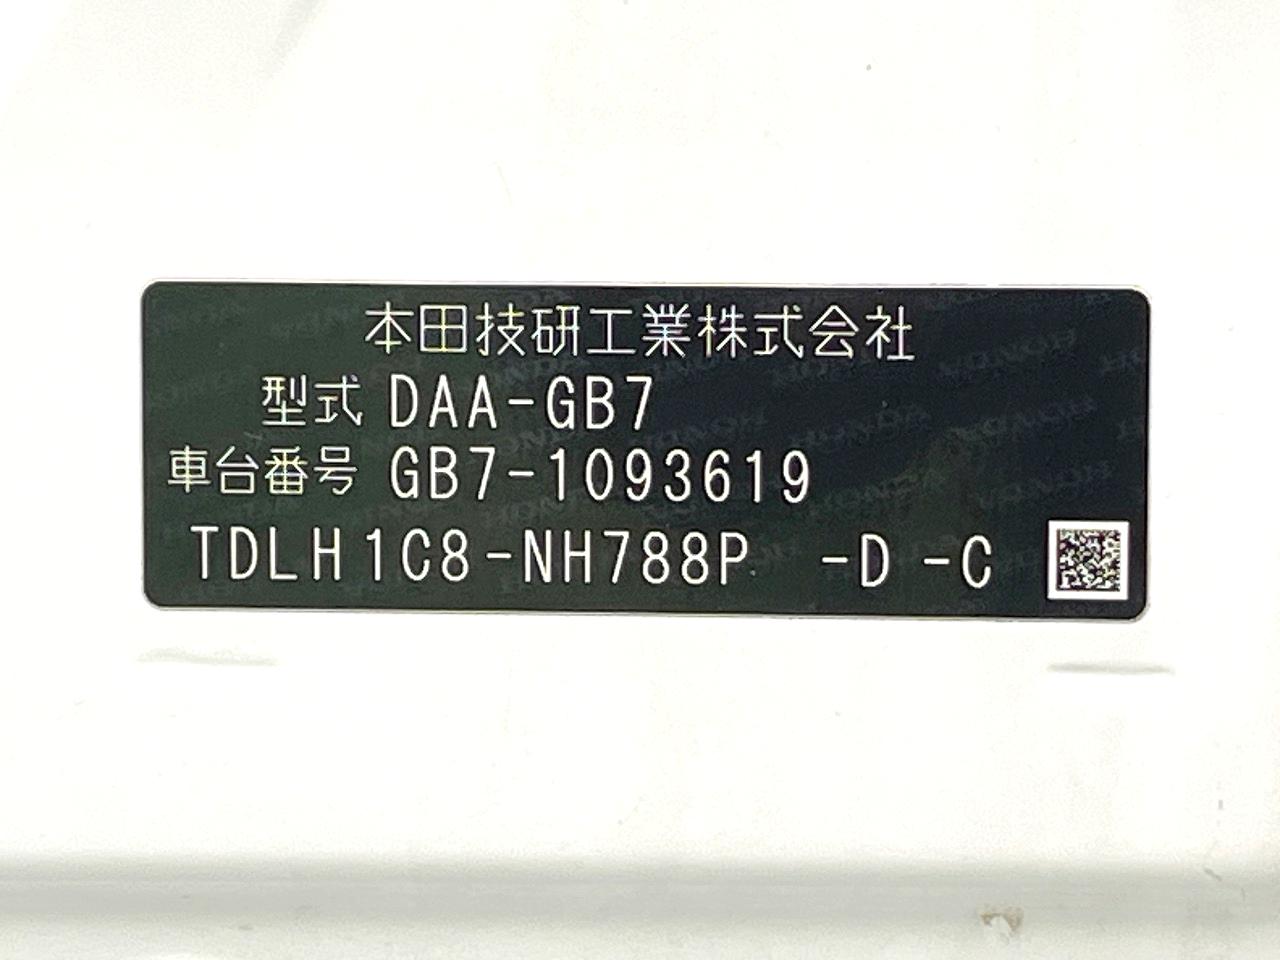 本田技研工業株式会社
型式 DAA-GB7
車台番号 GB7-1093619
TDLH1C8-NH788P -D -C